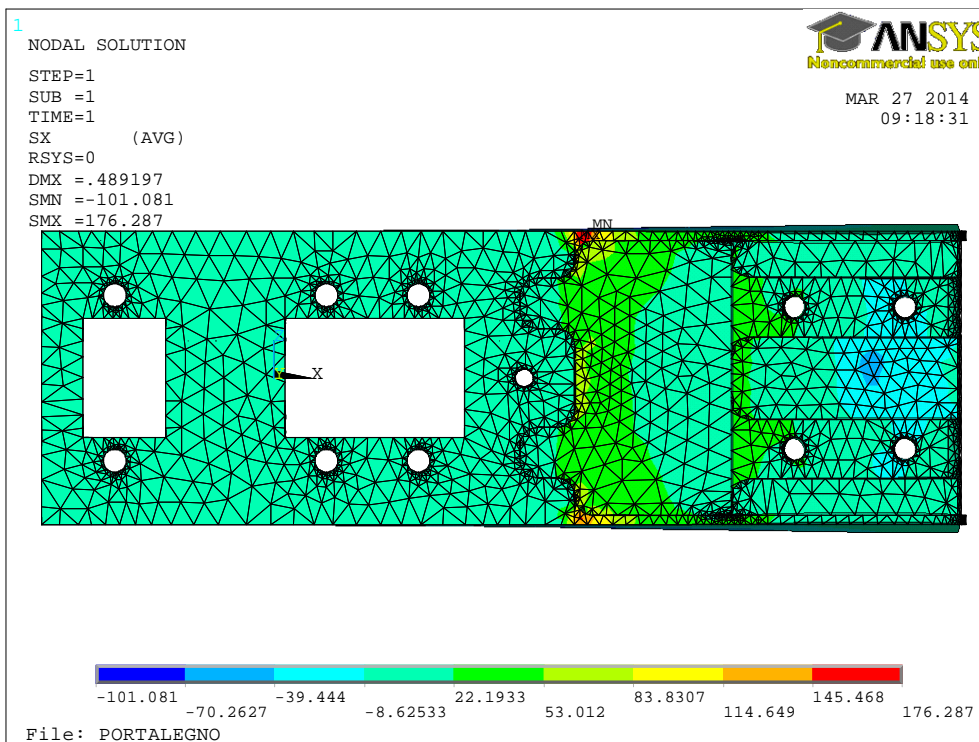 1
NODAL SOLUTION
STEP=1
SUB =1
TIME=1
SX (AVG)
RSYS=0
DMX =.489197
SMN =-101.081
SMX =176.287
ANSYS
Noncommercial use onl
MAR 27 2014
09:18:31
MN
X
-101.081 -39.444 22.1933 83.8307 145.468
-70.2627 -8.62533 53.012 114.649 176.287
File: PORTALEGNO